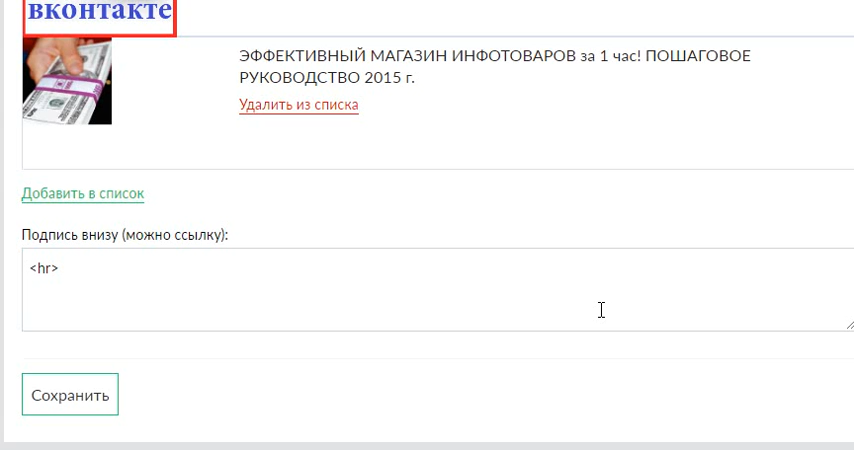 вконтакте
ЭФФЕКТИВНЫЙ МАГАЗИН ИНФОТОВАРОВ за 1 час! ПОШАГОВОЕ
РУКОВОДСТВО 2015 г.
Удалить из списка
Добавить в список
Подпись внизу (можно ссылку):
<hr>
Сохранить